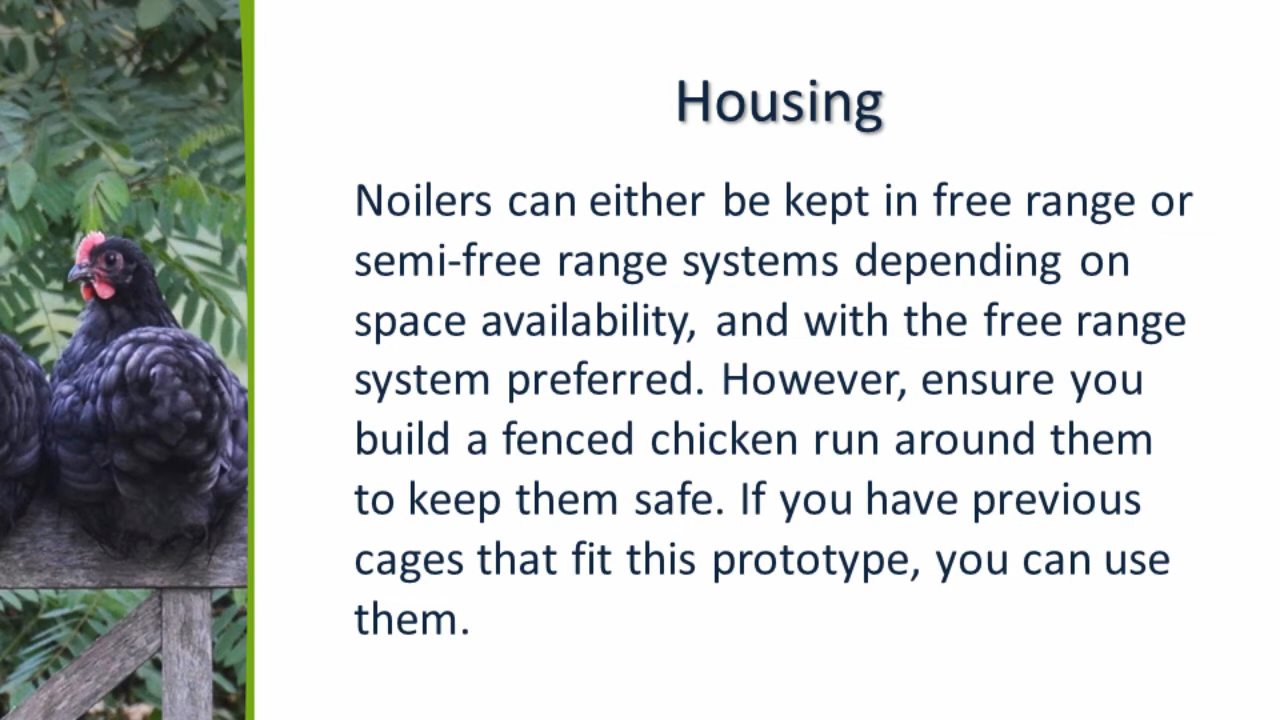 Housing
Noilers can either be kept in free range or
semi-free range systems depending on
space availability, and with the free range
system preferred. However, ensure you
build a fenced chicken run around them
to keep them safe. If you have previous
cages that fit this prototype, you can use
them.